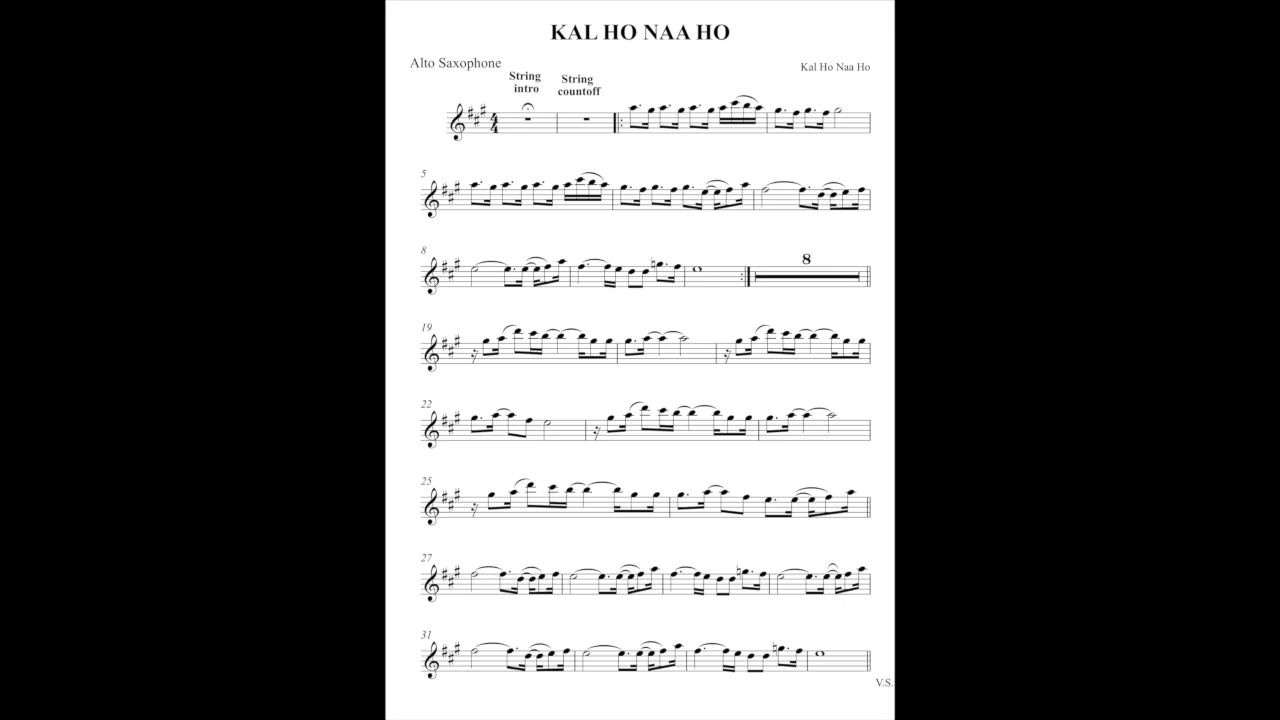 KAL HO NAA HO
Alto Saxophone
Kal Ho Naa Ho
String
intro
String
countoff
4
4
5
8
8
19
22
25
27
31
V.S.